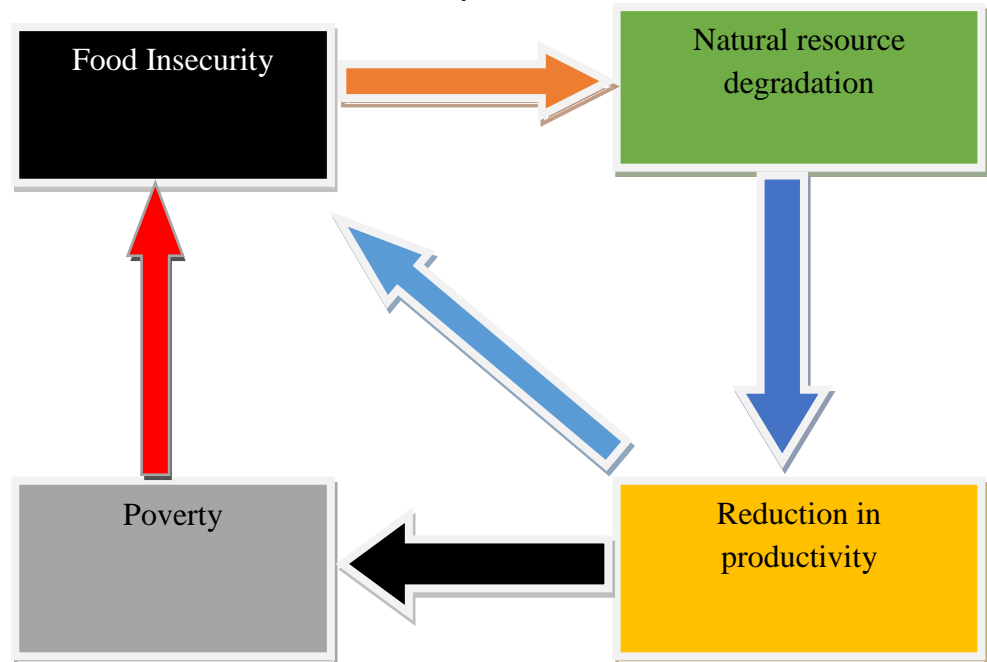 Food Insecurity
Natural resource
degradation
Poverty
Reduction in
productivity